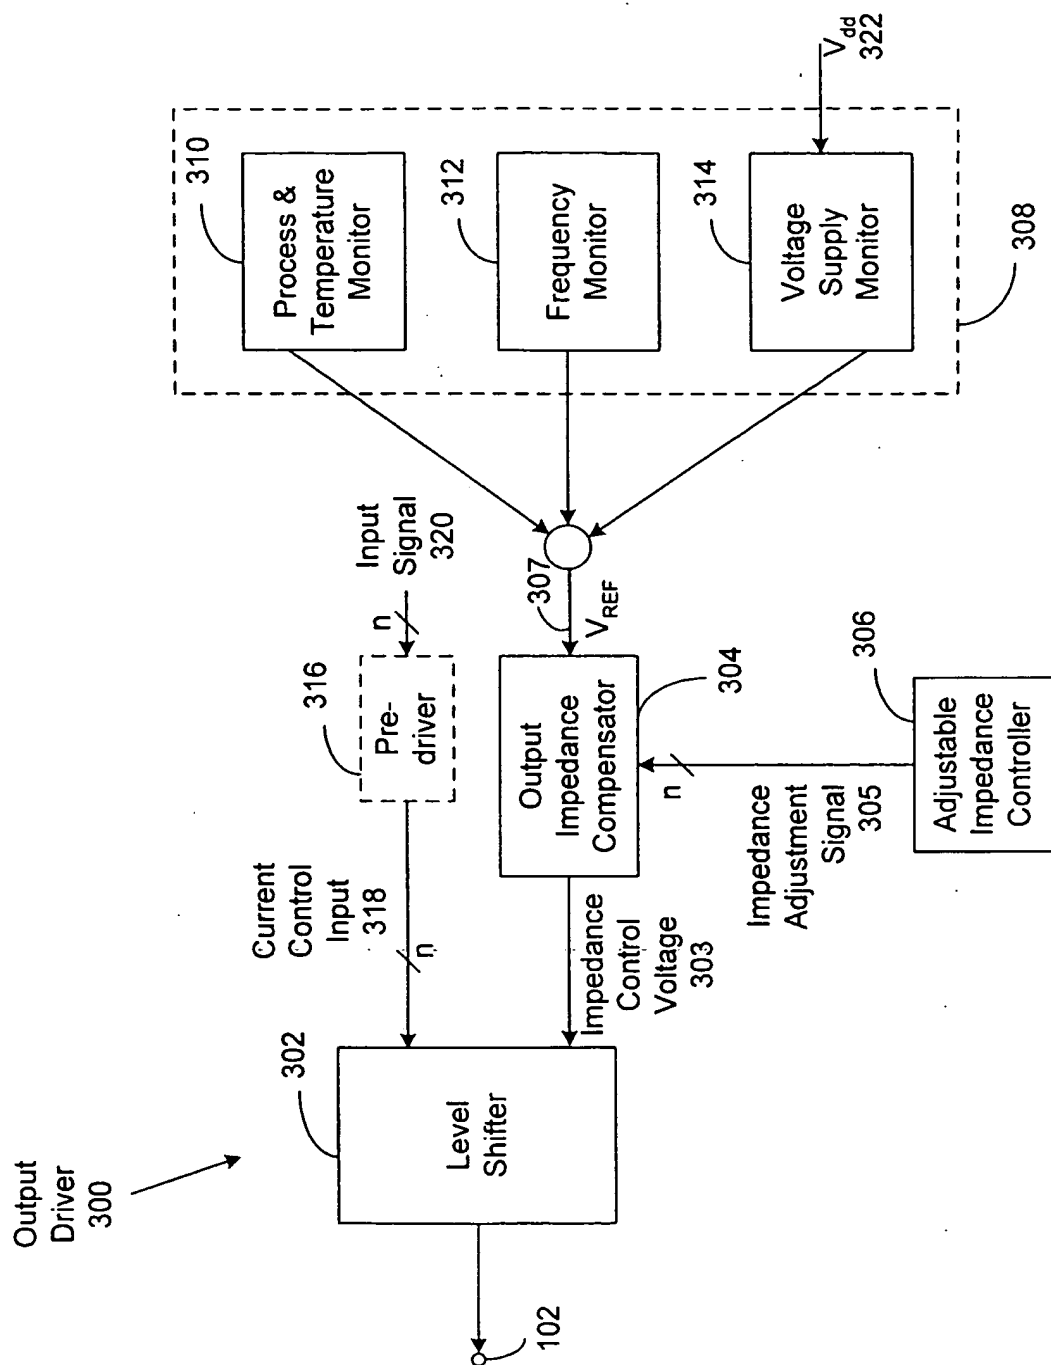 Output
Driver
300
102
302
Level
Shifter
Current
Control
Input
318
n
316
Pre-
driver
n
Input
Signal
320
Impedance
Control
Voltage
303
Output
Impedance
Compensator
304
307
VREF
n
Impedance
Adjustment
Signal
305
306
Adjustable
Impedance
Controller
310
Process &
Temperature
Monitor
312
Frequency
Monitor
314
Voltage
Supply
Monitor
308
Vdd
322